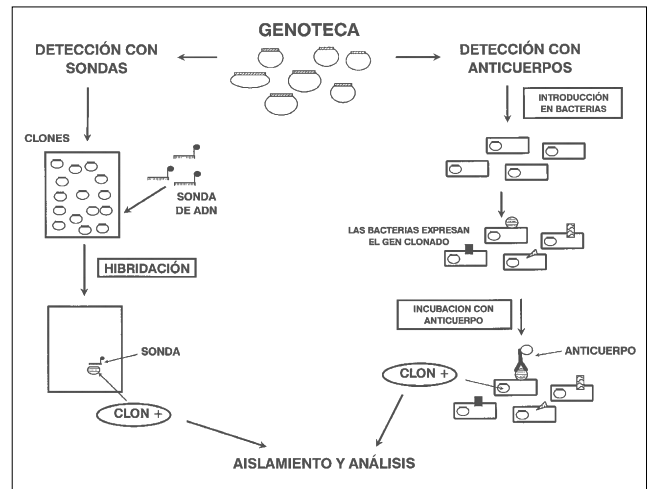 GENOTECA
DETECCIÓN CON
SONDAS
DETECCIÓN CON
ANTICUERPOS
INTRODUCCIÓN
EN BACTERIAS
CLONES
SONDA
DE ADN
LAS BACTERIAS EXPRESAN
EL GEN CLONADO
HIBRIDACIÓN
INCUBACION CON
ANTICUERPO
SONDA
ANTICUERPO
CLON +
CLON +
AISLAMIENTO Y ANÁLISIS